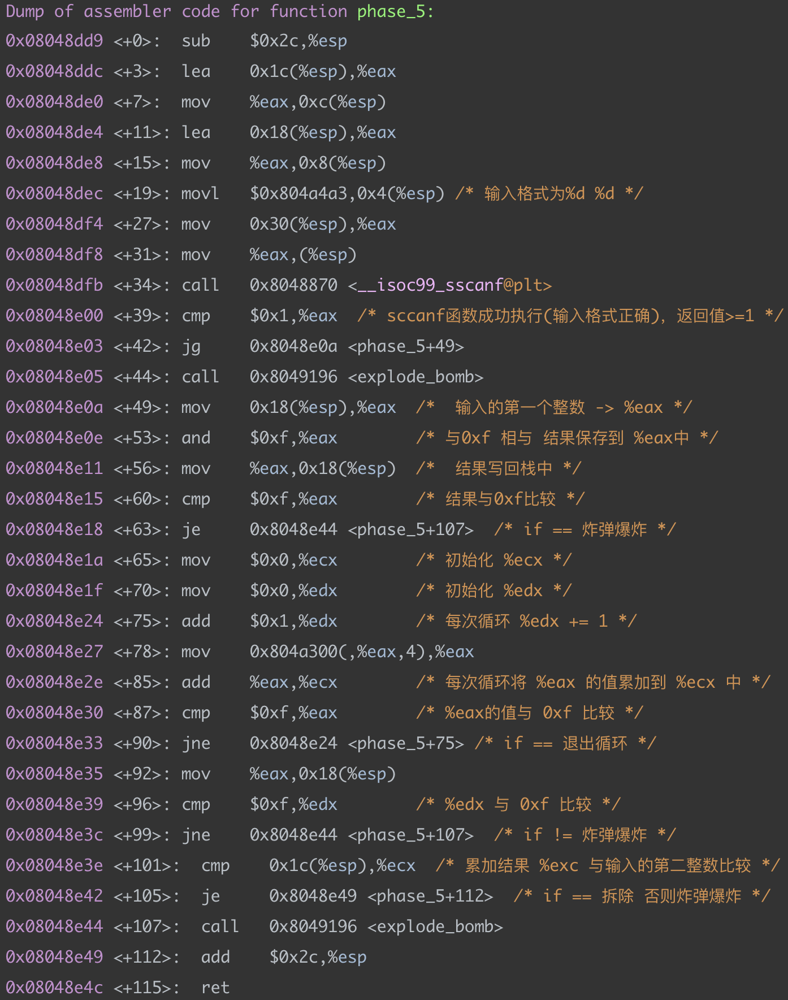 Dump of assembler code for function phase_5:
0x08048dd9 <+0>:  sub    $0x2c,%esp
0x08048ddc <+3>:  lea    0x1c(%esp),%eax
0x08048de0 <+7>:  mov    %eax,0xc(%esp)
0x08048de4 <+11>: lea    0x18(%esp),%eax
0x08048de8 <+15>: mov    %eax,0x8(%esp)
0x08048dec <+19>: movl   $0x804a4a3,0x4(%esp) /* 输入格式为%d %d */
0x08048df4 <+27>: mov    0x30(%esp),%eax
0x08048df8 <+31>: mov    %eax,(%esp)
0x08048dfb <+34>: call   0x8048870 <__isoc99_sscanf@plt>
0x08048e00 <+39>: cmp    $0x1,%eax  /* sccanf函数成功执行(输入格式正确)，返回值>=1 */
0x08048e03 <+42>: jg     0x8048e0a <phase_5+49>
0x08048e05 <+44>: call   0x8049196 <explode_bomb>
0x08048e0a <+49>: mov    0x18(%esp),%eax  /*  输入的第一个整数 -> %eax */
0x08048e0e <+53>: and    $0xf,%eax        /* 与0xf 相与 结果保存到 %eax中 */
0x08048e11 <+56>: mov    %eax,0x18(%esp)  /*  结果写回栈中 */
0x08048e15 <+60>: cmp    $0xf,%eax        /* 结果与0xf比较 */
0x08048e18 <+63>: je     0x8048e44 <phase_5+107>  /* if == 炸弹爆炸 */
0x08048e1a <+65>: mov    $0x0,%ecx        /* 初始化 %ecx */
0x08048e1f <+70>: mov    $0x0,%edx        /* 初始化 %edx */
0x08048e24 <+75>: add    $0x1,%edx        /* 每次循环 %edx += 1 */
0x08048e27 <+78>: mov    0x804a300(,%eax,4),%eax
0x08048e2e <+85>: add    %eax,%ecx        /* 每次循环将 %eax 的值累加到 %ecx 中 */
0x08048e30 <+87>: cmp    $0xf,%eax        /* %eax的值与 0xf 比较 */
0x08048e33 <+90>: jne    0x8048e24 <phase_5+75> /* if == 退出循环 */
0x08048e35 <+92>: mov    %eax,0x18(%esp)
0x08048e39 <+96>: cmp    $0xf,%edx        /* %edx 与 0xf 比较 */
0x08048e3c <+99>: jne    0x8048e44 <phase_5+107>  /* if != 炸弹爆炸 */
0x08048e3e <+101>:  cmp    0x1c(%esp),%ecx  /* 累加结果 %exc 与输入的第二整数比较 */
0x08048e42 <+105>:  je     0x8048e49 <phase_5+112>  /* if == 拆除 否则炸弹爆炸 */
0x08048e44 <+107>:  call   0x8049196 <explode_bomb>
0x08048e49 <+112>:  add    $0x2c,%esp
0x08048e4c <+115>:  ret